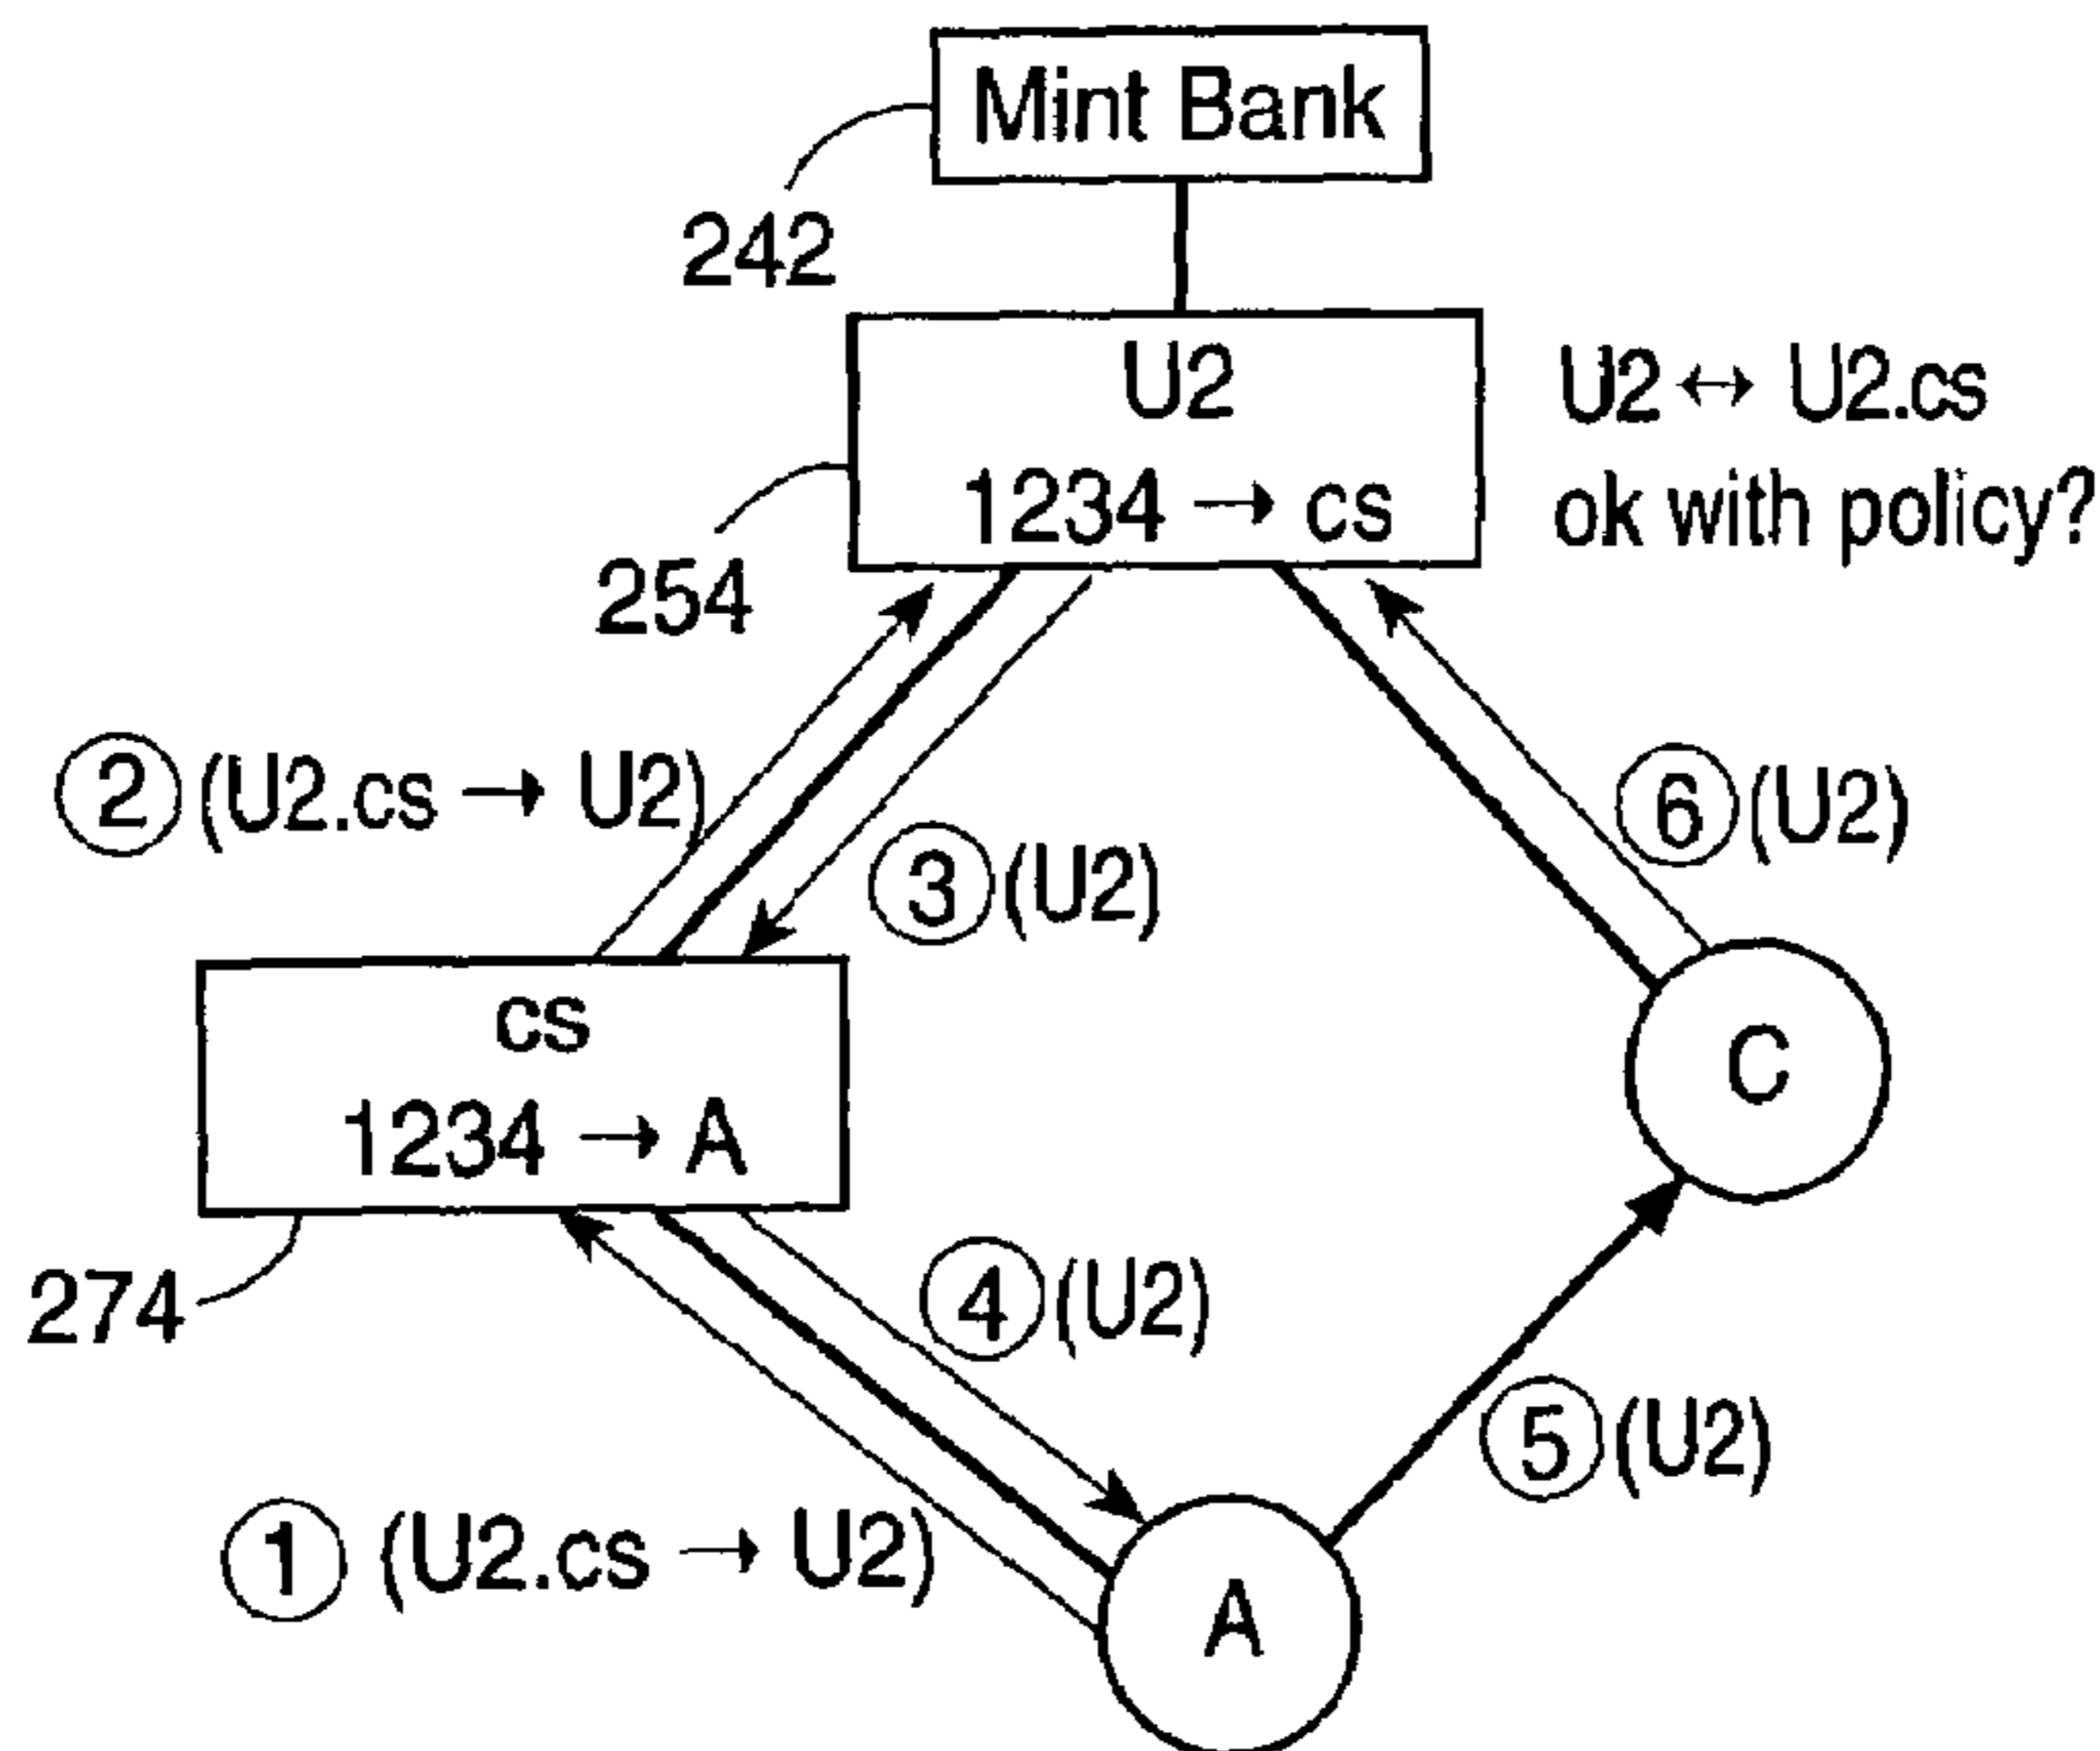 Mint Bank
242
U2
1234 → cs
U2 ↔ U2.cs
ok with policy?
254
2 (U2.cs → U2)
3 (U2)
6 (U2)
cs
1234 → A
C
274
4 (U2)
5 (U2)
1 (U2.cs → U2)
A